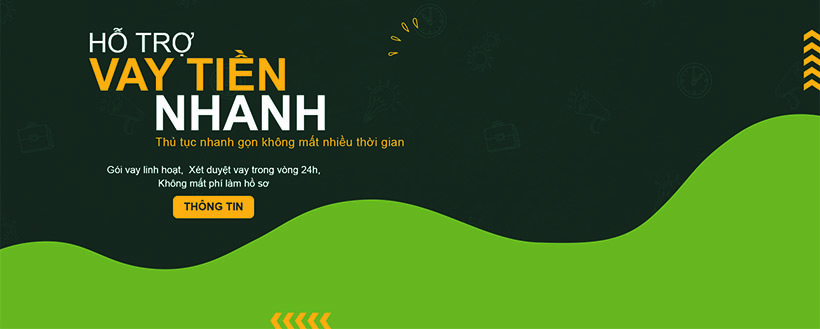 HỖ TRỢ
VAY TIỀN
NHANH
Thủ tục nhanh gọn không mất nhiều thời gian
Gói vay linh hoạt, Xét duyệt vay trong vòng 24h,
Không mất phí làm hồ sơ
THÔNG TIN